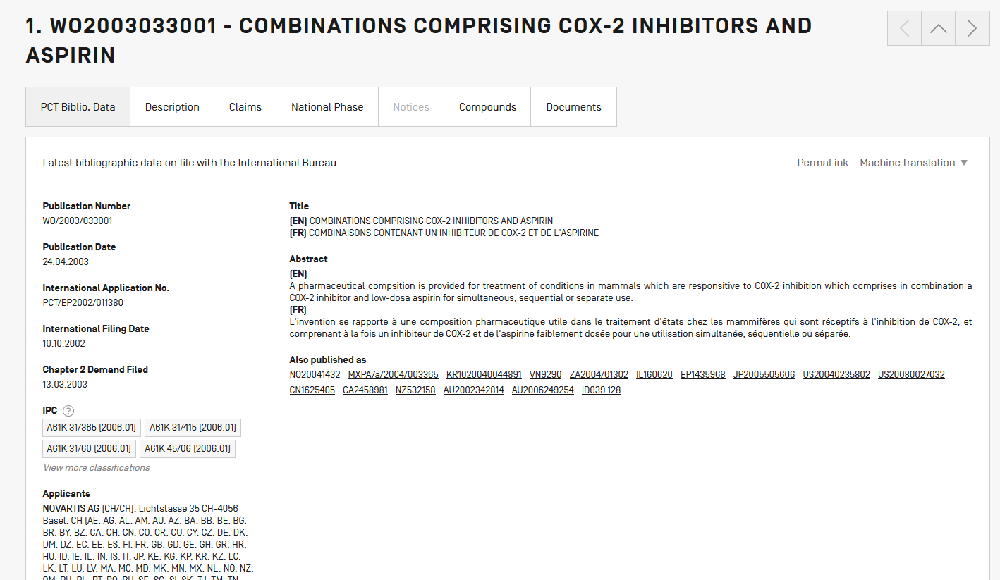 1. WO2003033001 - COMBINATIONS COMPRISING COX-2 INHIBITORS AND
ASPIRIN
PCT Biblio. Data
Description
Claims
National Phase
Notices
Compounds
Documents
Latest bibliographic data on file with the International Bureau
PermaLink
Machine translation
Publication Number
WO/2003/033001
Publication Date
24.04.2003
International Application No.
PCT/EP2002/011380
International Filing Date
10.10.2002
Chapter 2 Demand Filed
13.03.2003
IPC ?
A61K 31/365 [2006.01] A61K 31/415 [2006.01]
A61K 31/60 [2006.01] A61K 45/06 [2006.01]
View more classifications
Applicants
NOVARTIS AG [CH/CH]; Lichtstasse 35 CH-4056
Basel, CH [AE, AG, AL, AM, AU, AZ, BA, BB, BE, BG,
BR, BY, BZ, CA, CH, CN, CO, CR, CU, CY, CZ, DE, DK,
DM, DZ, EC, EE, ES, FI, FR, GB, GD, GE, GH, GR, HR,
HU, ID, IE, IL, IN, IS, IT, JP, KE, KG, KP, KR, KZ, LC,
LK, LT, LU, LV, MA, MC, MD, MK, MN, MX, NL, NO, NZ,
OM, PH, PL, PT, RO, RU, SE, SG, SI, SK, TJ, TM, TN,
Title
[EN] COMBINATIONS COMPRISING COX-2 INHIBITORS AND ASPIRIN
[FR] COMBINAISONS CONTENANT UN INHIBITEUR DE COX-2 ET DE L'ASPIRINE
Abstract
[EN]
A pharmaceutical compsition is provided for treatment of conditions in mammals which are responsitive to COX-2 inhibition which comprises in combination a
COX-2 inhibitor and low-dosa aspirin for simultaneous, sequential or separate use.
[FR]
L'invention se rapporte à une composition pharmaceutique utile dans le traitement d'états chez les mammifères qui sont réceptifs à l'inhibition de COX-2, et
comprenant à la fois un inhibiteur de COX-2 et de l'aspirine faiblement dosée pour une utilisation simultanée, séquentielle ou séparée.
Also published as
NO20041432 MXPA/a/2004/003365 KR1020040044891 VN9290 ZA2004/01302 IL160620 EP1435968 JP2005505606 US20040235802 US20080027032
CN1625405 CA2458981 NZ532158 AU2002342814 AU2006249254 ID039.128